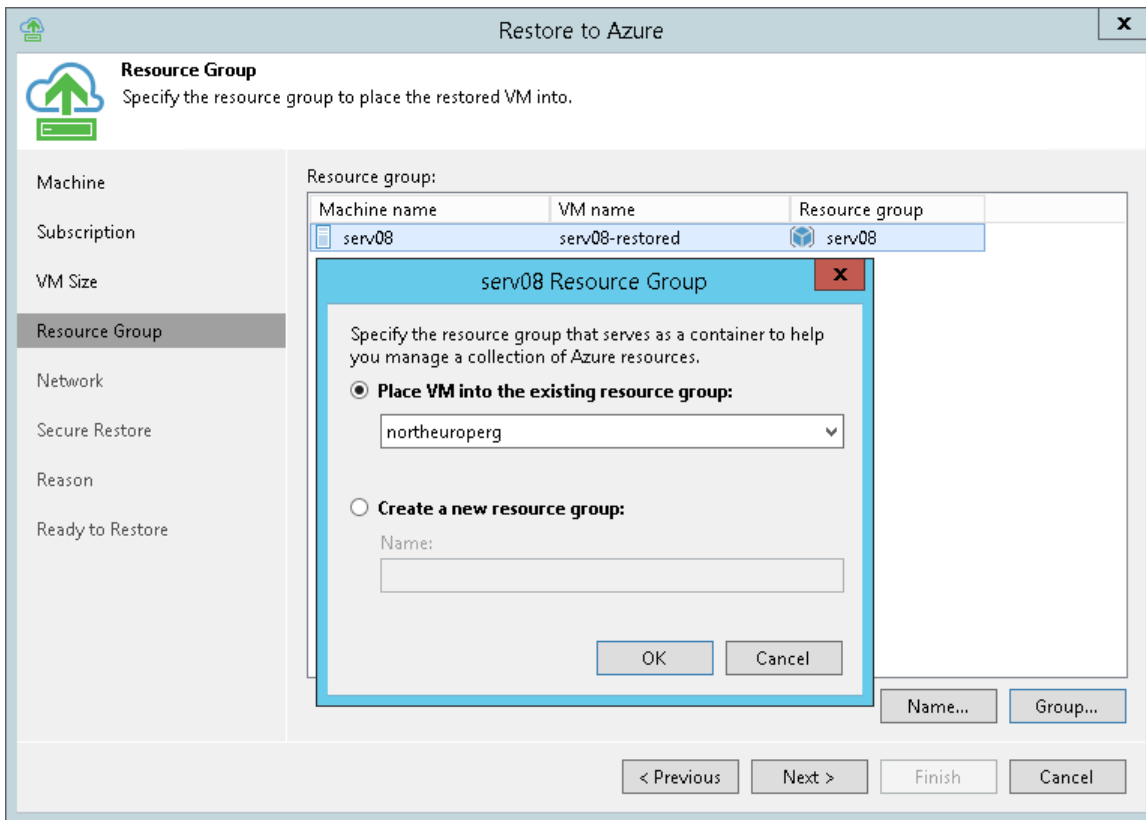 Restore to Azure
x
Resource Group
Specify the resource group to place the restored VM into.
Machine
Subscription
VM Size
Resource Group
Network
Secure Restore
Reason
Ready to Restore
Resource group:
Machine name VM name Resource group
serv08 serv08-restored serv08
serv08 Resource Group
x
Specify the resource group that serves as a container to help
you manage a collection of Azure resources.
Place VM into the existing resource group:
northeuroperg
Create a new resource group:
Name:
OK Cancel
Name... Group...
< Previous Next > Finish Cancel